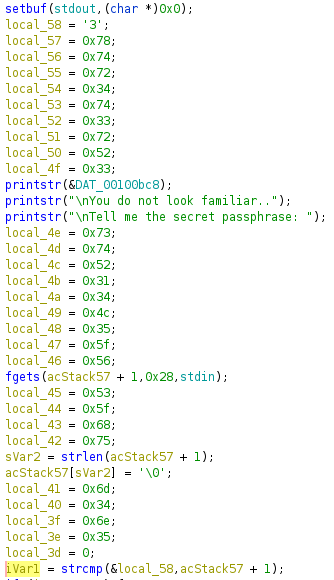 setbuf(stdout,(char *)0x0);
local_58 = '3';
local_57 = 0x78;
local_56 = 0x74;
local_55 = 0x72;
local_54 = 0x34;
local_53 = 0x74;
local_52 = 0x33;
local_51 = 0x72;
local_50 = 0x52;
local_4f = 0x33;
printstr(&DAT_00100bc8);
printstr("\nYou do not look familiar..");
printstr("\nTell me the secret passphrase: ");
local_4e = 0x73;
local_4d = 0x74;
local_4c = 0x52;
local_4b = 0x31;
local_4a = 0x34;
local_49 = 0x4c;
local_48 = 0x35;
local_47 = 0x5f;
local_46 = 0x56;
fgets(acStack57 + 1,0x28,stdin);
local_45 = 0x53;
local_44 = 0x5f;
local_43 = 0x68;
local_42 = 0x75;
sVar2 = strlen(acStack57 + 1);
acStack57[sVar2] = '\0';
local_41 = 0x6d;
local_40 = 0x34;
local_3f = 0x6e;
local_3e = 0x35;
local_3d = 0;
iVar1 = strcmp(&local_58,acStack57 + 1);